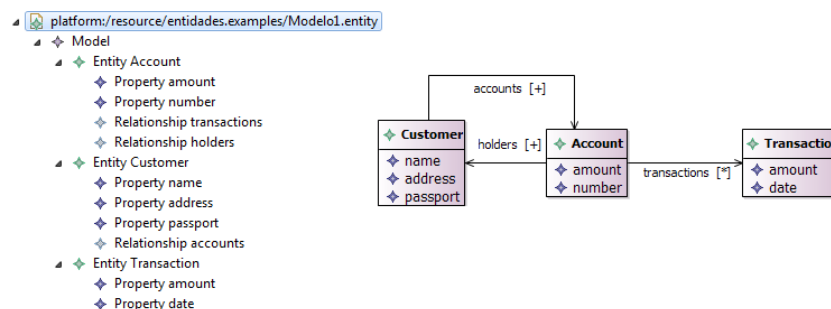 platform:/resource/entidades.examples/Modelo1.entity
Model
Entity Account
Property amount
Property number
Relationship transactions
Relationship holders
Entity Customer
Property name
Property address
Property passport
Relationship accounts
Entity Transaction
Property amount
Property date
accounts [+]
Customer
name
address
passport
holders [+]
Account
amount
number
transactions [*]
Transactio
amount
date